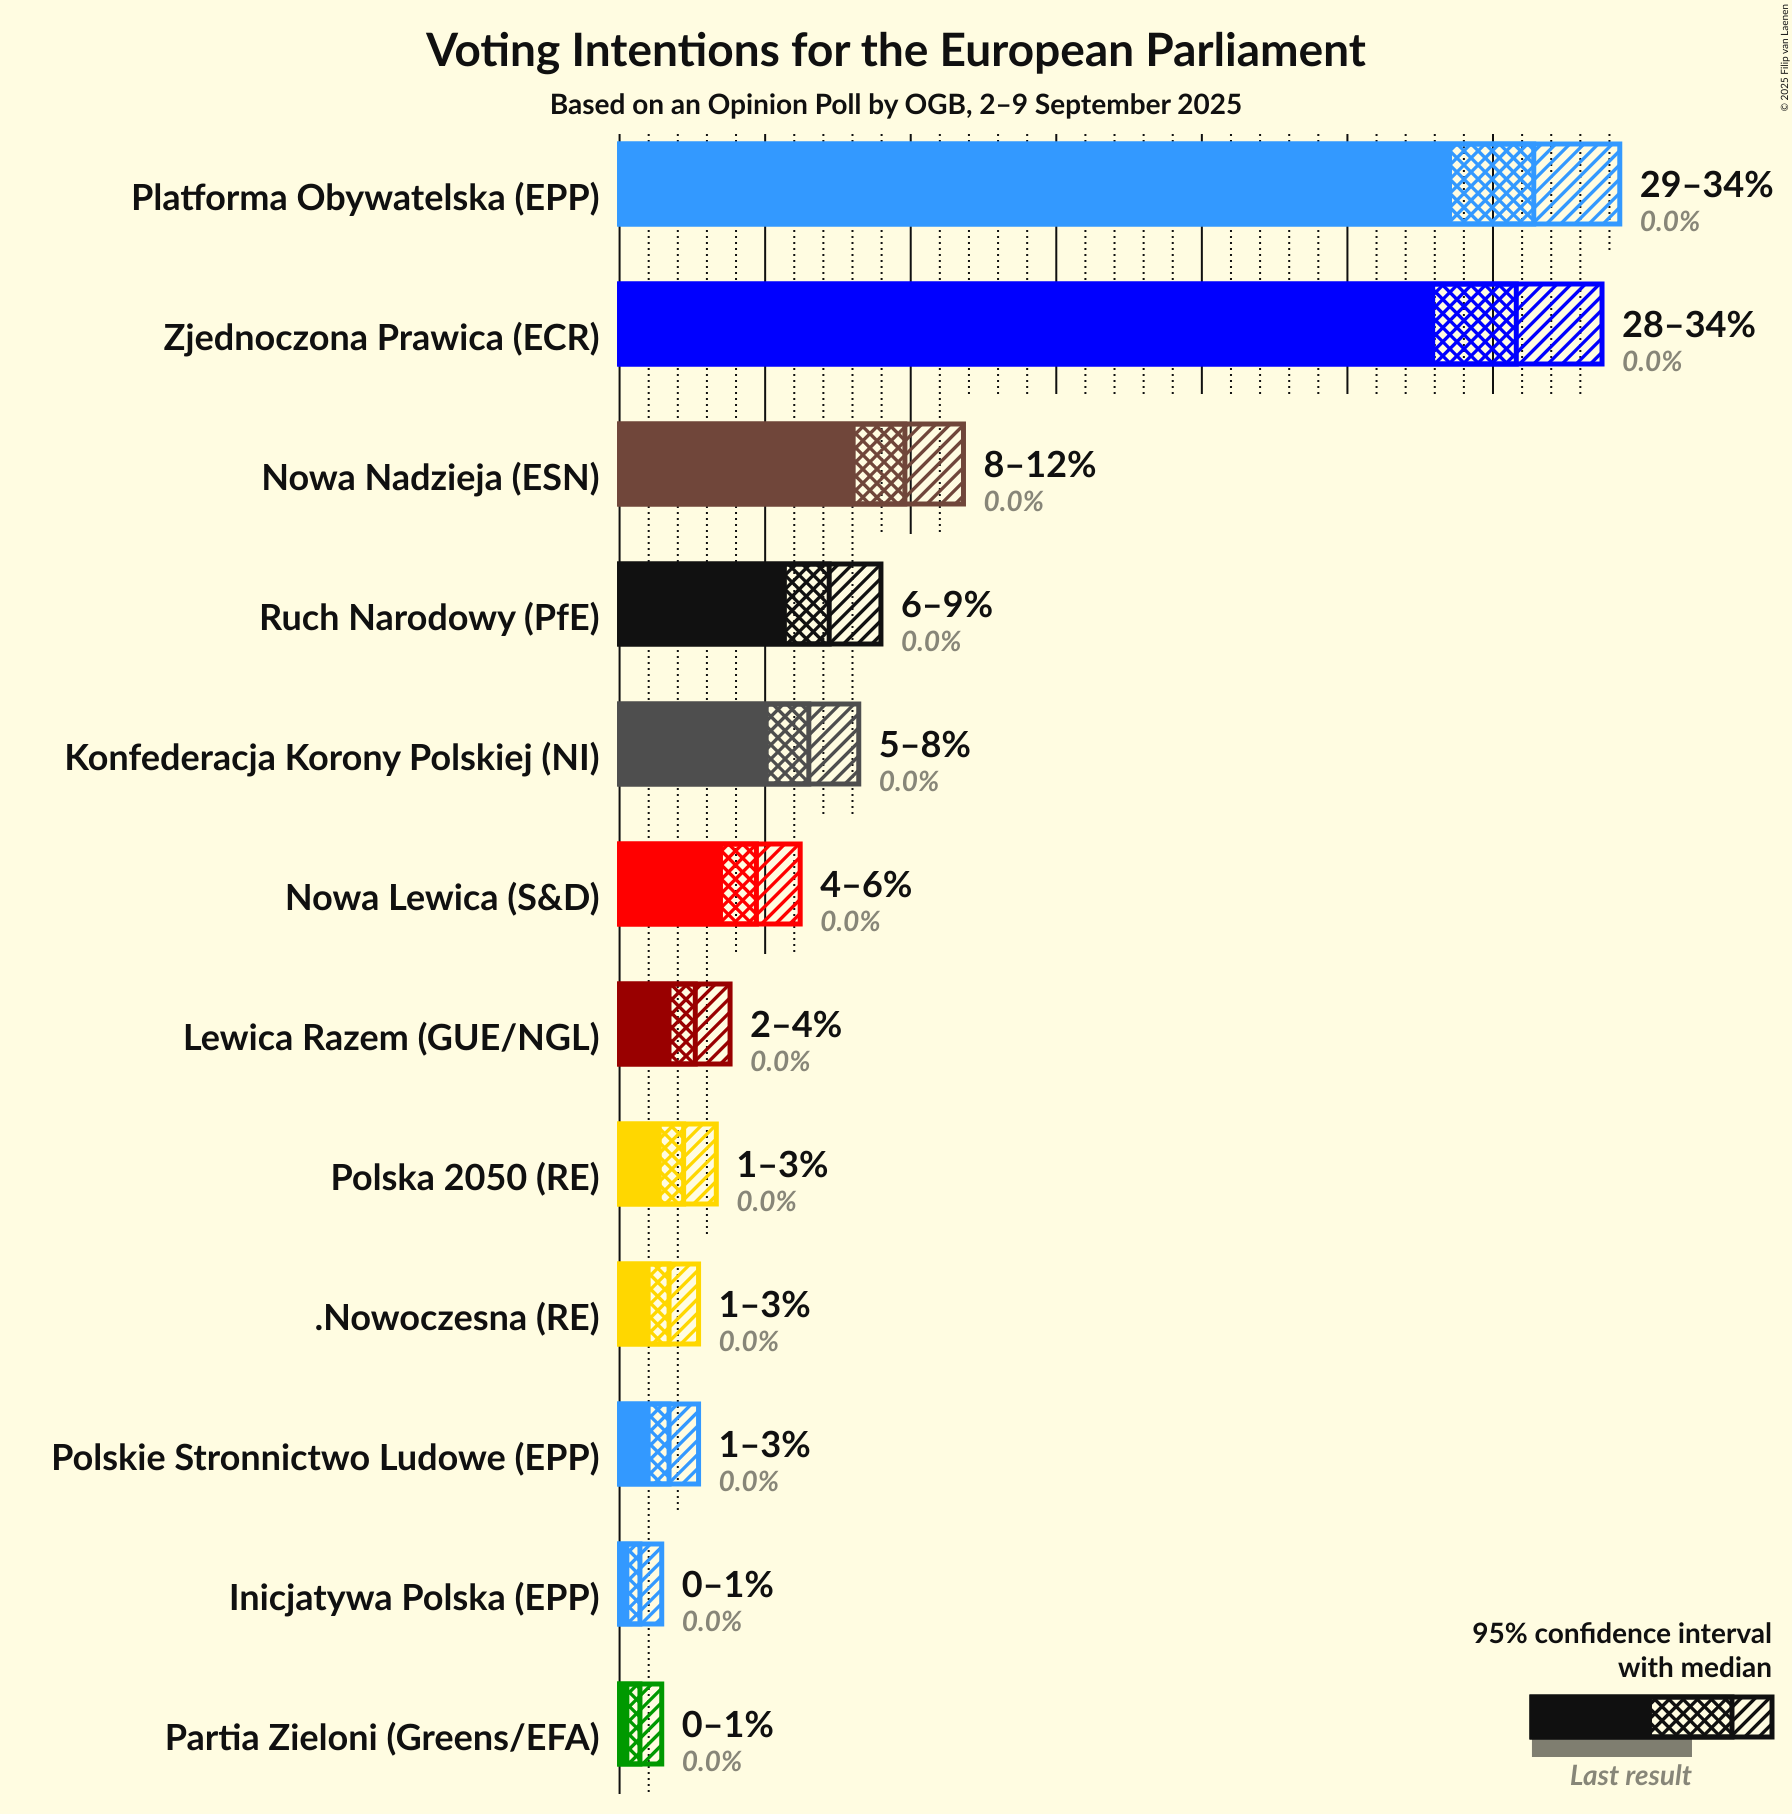 Voting Intentions for the European Parliament
Based on an Opinion Poll by OGB, 2–9 September 2025
© 2025 Filip van Laenen
Platforma Obywatelska (EPP)
29–34%
0.0%
Zjednoczona Prawica (ECR)
28–34%
0.0%
Nowa Nadzieja (ESN)
8–12%
0.0%
Ruch Narodowy (PfE)
6–9%
0.0%
Konfederacja Korony Polskiej (NI)
5–8%
0.0%
Nowa Lewica (S&D)
4–6%
0.0%
Lewica Razem (GUE/NGL)
2–4%
0.0%
Polska 2050 (RE)
1–3%
0.0%
.Nowoczesna (RE)
1–3%
0.0%
Polskie Stronnictwo Ludowe (EPP)
1–3%
0.0%
Inicjatywa Polska (EPP)
0–1%
0.0%
Partia Zieloni (Greens/EFA)
0–1%
0.0%
95% confidence interval
with median
Last result